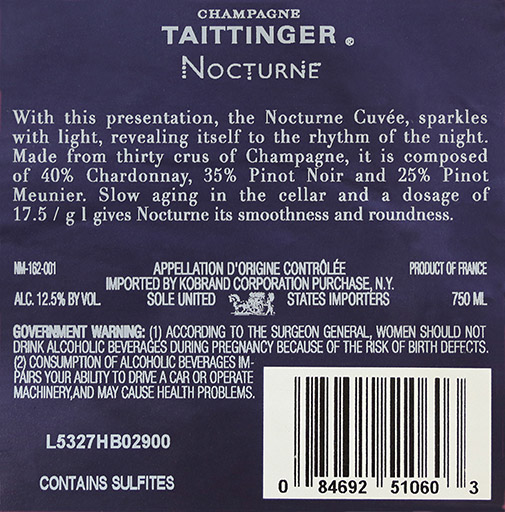 CHAMPAGNE
TAITTINGER ®
NOCTURNE
With this presentation, the Nocturne Cuvée, sparkles
with light, revealing itself to the rhythm of the night.
Made from thirty crus of Champagne, it is composed
of 40% Chardonnay, 35% Pinot Noir and 25% Pinot
Meunier. Slow aging in the cellar and a dosage of
17.5 / g l gives Nocturne its smoothness and roundness.
NM-162-001 APPELLATION D'ORIGINE CONTRÔLÉE PRODUCT OF FRANCE
IMPORTED BY KOBRAND CORPORATION PURCHASE, N.Y.
ALC. 12.5% BY VOL. SOLE UNITED STATES IMPORTERS 750 ML
GOVERNMENT WARNING: (1) ACCORDING TO THE SURGEON GENERAL, WOMEN SHOULD NOT
DRINK ALCOHOLIC BEVERAGES DURING PREGNANCY BECAUSE OF THE RISK OF BIRTH DEFECTS.
(2) CONSUMPTION OF ALCOHOLIC BEVERAGES IM-
PAIRS YOUR ABILITY TO DRIVE A CAR OR OPERATE
MACHINERY,AND MAY CAUSE HEALTH PROBLEMS.
L5327HB02900
CONTAINS SULFITES
0 84692 51060 3